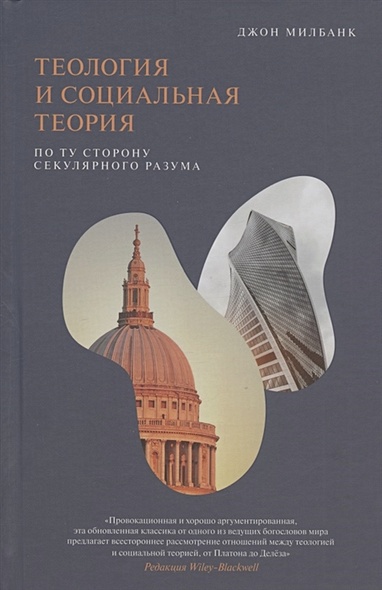 ДЖОН МИЛБАНК
ТЕОЛОГИЯ
И СОЦИАЛЬНАЯ
ТЕОРИЯ
ПО ТУ СТОРОНУ
СЕКУЛЯРНОГО РАЗУМА
«Провокационная и хорошо аргументированная,
эта обновленная классика от одного из ведущих богословов мира
предлагает всестороннее рассмотрение отношений между теологией
и социальной теорией, от Платона до Делёза»
Редакция Wiley-Blackwell